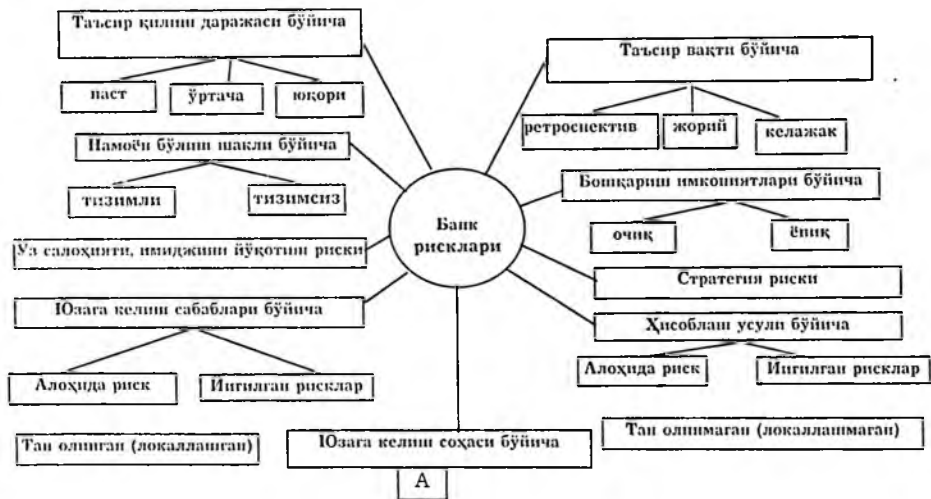 Таъсир қилиш даражаси бўйича
Таъсир вақти бўйича
паст
ўртача
юқори
ретроспектив
жорий
келажак
Намоён бўлиш шакли бўйича
Бошқариш имкониятлари бўйича
тизимли
тизимсиз
очиқ
ёпиқ
Банк
рисклари
Ўз салоҳияти, имиджини йўқотиш риски
Стратегия риски
Юзага келиш сабаблари бўйича
Ҳисоблаш усули бўйича
Алоҳида риск
Йиғилган рисклар
Алоҳида риск
Йиғилган рисклар
Тан олинган (локаллашган)
Юзага келиш соҳаси бўйича
Тан олинмаган (локаллашмаган)
А